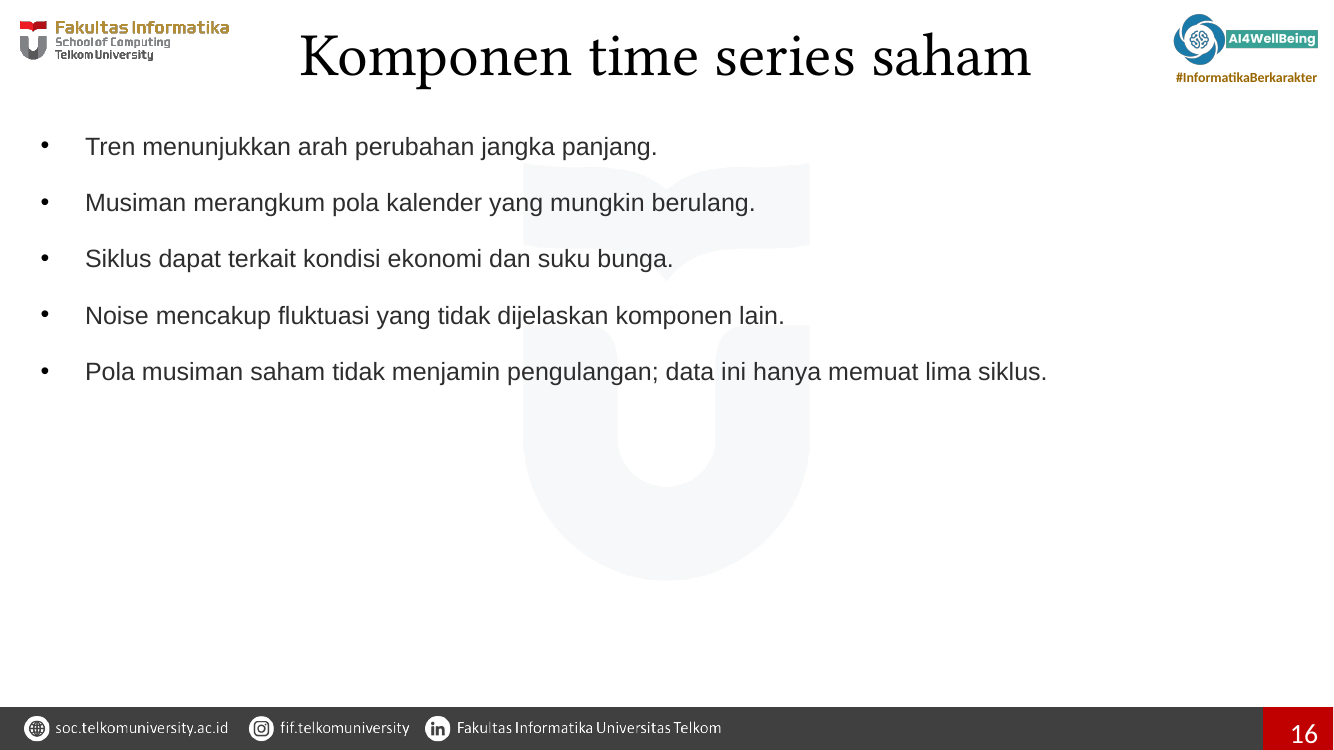 Fakultas Informatika
School of Computing
Telkom University
Komponen time series saham
AI4WellBeing
#InformatikaBerkarakter
• Tren menunjukkan arah perubahan jangka panjang.
• Musiman merangkum pola kalender yang mungkin berulang.
• Siklus dapat terkait kondisi ekonomi dan suku bunga.
• Noise mencakup fluktuasi yang tidak dijelaskan komponen lain.
• Pola musiman saham tidak menjamin pengulangan; data ini hanya memuat lima siklus.
soc.telkomuniversity.ac.id fif.telkomuniversity Fakultas Informatika Universitas Telkom
16